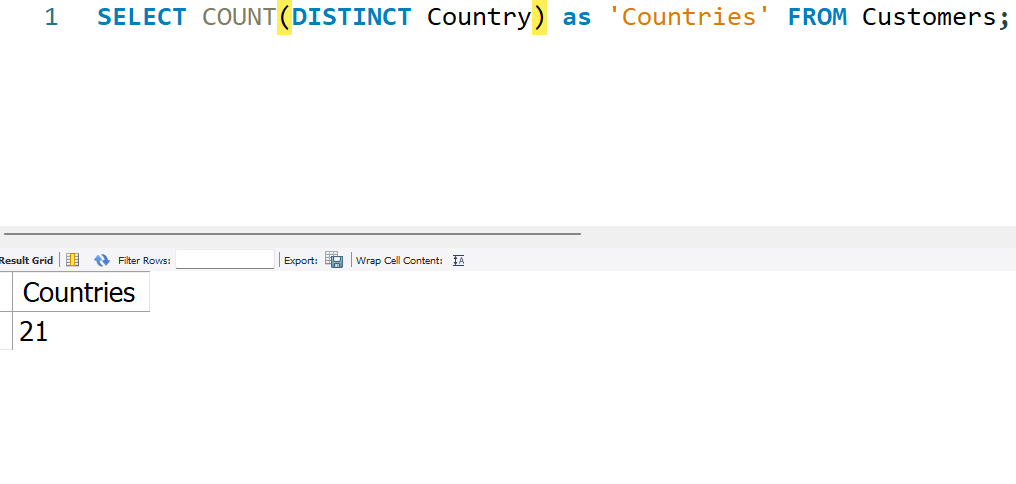 1 SELECT COUNT(DISTINCT Country) as 'Countries' FROM Customers;
Result Grid Filter Rows: Export: Wrap Cell Content: IA
Countries
21